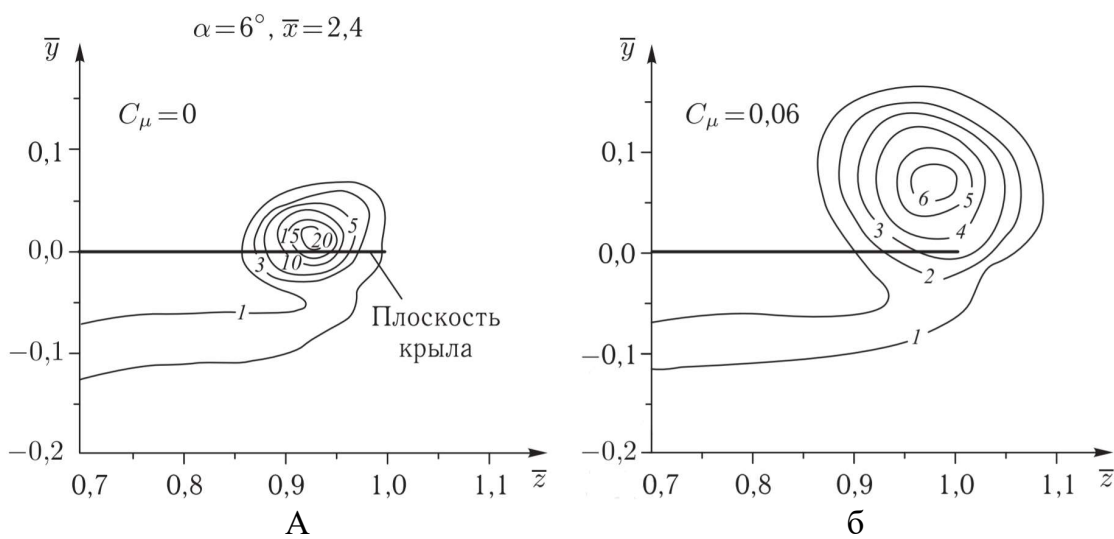 α=6°, x̅=2,4
y̅
C_μ=0
0,1
0,0
−0,1
−0,2
15
20
5
3
10
1
Плоскость
крыла
0,7
0,8
0,9
1,0
1,1
z̅
А
y̅
C_μ=0,06
0,1
0,0
−0,1
−0,2
6
5
3
4
2
1
0,7
0,8
0,9
1,0
1,1
z̅
б